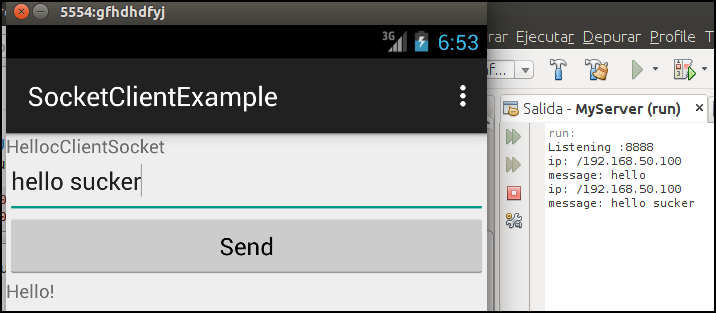 5554:gfhdhdfyj
3G 6:53
SocketClientExample
HellocClientSocket
hello sucker
Send
Hello!
rar Ejecutar Depurar Profile T
f...
Salida - MyServer (run) ×
run:
Listening :8888
ip: /192.168.50.100
message: hello
ip: /192.168.50.100
message: hello sucker